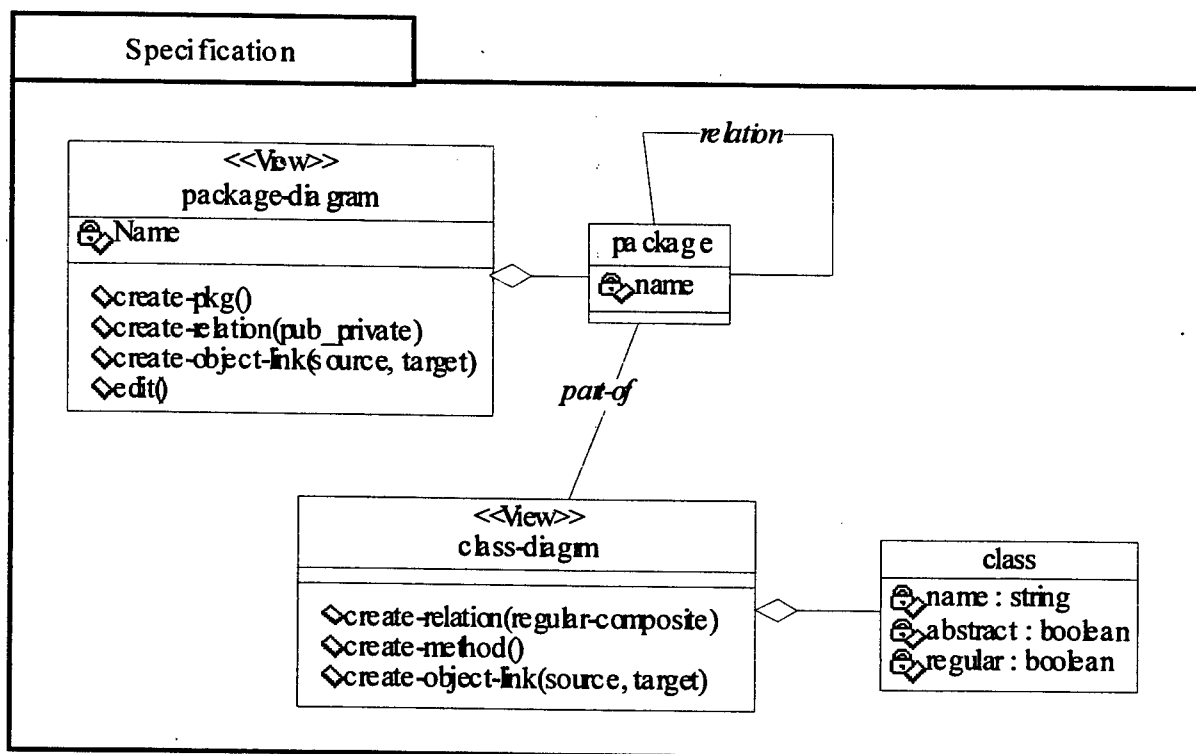 Specification
relation
<<View>>
package-diagram
Name
create-pkg()
create-relation(pub_private)
create-object-link(source, target)
edit()
package
name
part-of
<<View>>
class-diagrm
create-relation(regular-composite)
create-method()
create-object-link(source, target)
class
name : string
abstract : boolean
regular : boolean